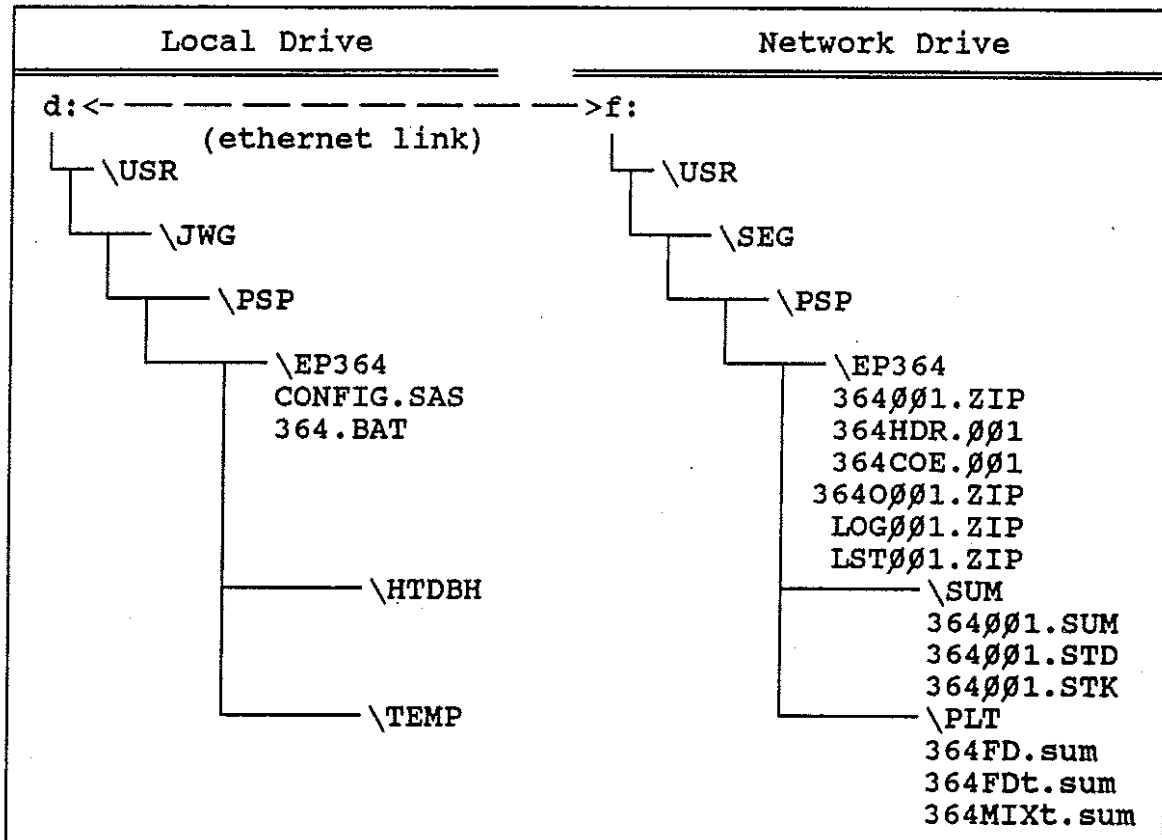 Local Drive Network Drive
d:<- — — — — — — — — — — — ->f:
(ethernet link)
\USR \USR
\JWG \SEG
\PSP \PSP
\EP364 \EP364
CONFIG.SAS 364ØØ1.ZIP
364.BAT 364HDR.ØØ1
364COE.ØØ1
364OØØ1.ZIP
LOGØØ1.ZIP
LSTØØ1.ZIP
\HTDBH \SUM
364ØØ1.SUM
364ØØ1.STD
364ØØ1.STK
\TEMP \PLT
364FD.sum
364FDt.sum
364MIXt.sum